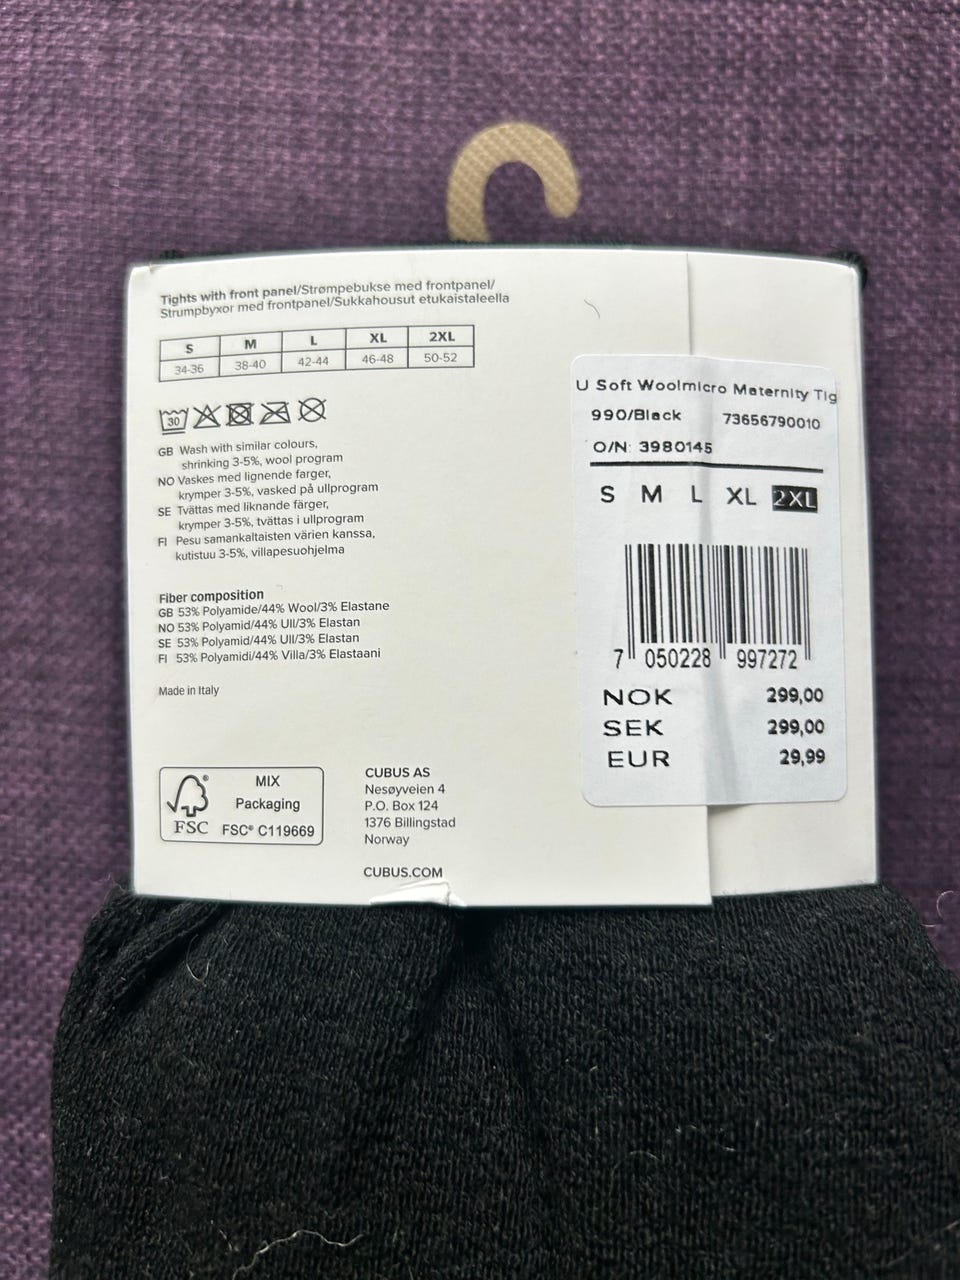 Tights with front panel/Strømpebukse med frontpanel/
Strumpbyxor med frontpanel/Sukkahousut etukaistaleella
S M L XL 2XL
34-36 38-40 42-44 46-48 50-52
30
GB Wash with similar colours,
shrinking 3-5%, wool program
NO Vaskes med lignende farger,
krymper 3-5%, vasked på ullprogram
SE Tvättas med liknande färger,
krymper 3-5%, tvättas i ullprogram
FI Pesu samankaltaisten värien kanssa,
kutistuu 3-5%, villapesuohjelma
Fiber composition
GB 53% Polyamide/44% Wool/3% Elastane
NO 53% Polyamid/44% Ull/3% Elastan
SE 53% Polyamid/44% Ull/3% Elastan
FI 53% Polyamidi/44% Villa/3% Elastaani
Made in Italy
FSC®
MIX
Packaging
FSC® C119669
CUBUS AS
Nesøyveien 4
P.O. Box 124
1376 Billingstad
Norway
CUBUS.COM
U Soft Woolmicro Maternity Tig
990/Black 73656790010
O/N: 3980145
S M L XL 2XL
7 050228 997272
NOK 299,00
SEK 299,00
EUR 29,99